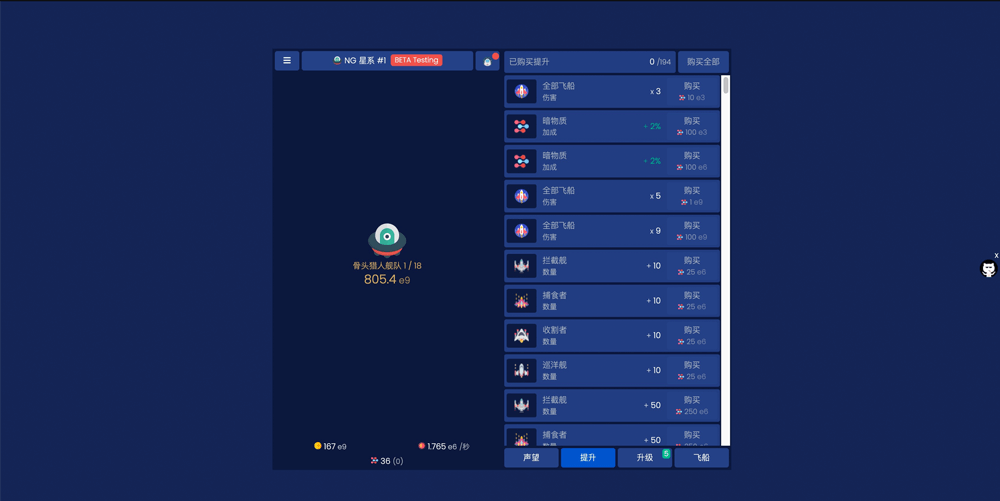 NG 星系 #1 BETA Testing
骨头猎人舰队 1 / 18
805.4 e9
167 e9
1.765 e6 /秒
36 (0)
已购买提升 0 /194 购买全部
全部飞船 x 3 购买
伤害 10 e3
暗物质 + 2% 购买
加成 100 e3
暗物质 + 2% 购买
加成 100 e6
全部飞船 x 5 购买
伤害 1 e9
全部飞船 x 9 购买
伤害 100 e9
拦截舰 + 10 购买
数量 25 e6
捕食者 + 10 购买
数量 25 e6
收割者 + 10 购买
数量 25 e6
巡洋舰 + 10 购买
数量 25 e6
拦截舰 + 50 购买
数量 250 e6
捕食者 + 50 购买
数量
声望 提升 升级 5 飞船
x